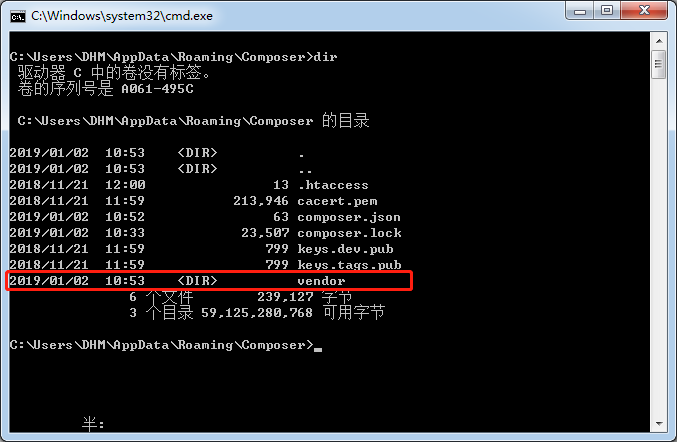 C:\Windows\system32\cmd.exe
C:\Users\DHM\AppData\Roaming\Composer>dir
驱动器 C 中的卷没有标签。
卷的序列号是 A061-495C
C:\Users\DHM\AppData\Roaming\Composer 的目录
2019/01/02  10:53    <DIR>          .
2019/01/02  10:53    <DIR>          ..
2018/11/21  12:00                13 .htaccess
2018/11/21  11:59           213,946 cacert.pem
2019/01/02  10:52                63 composer.json
2019/01/02  10:33            23,507 composer.lock
2018/11/21  11:59               799 keys.dev.pub
2018/11/21  11:59               799 keys.tags.pub
2019/01/02  10:53    <DIR>          vendor
6 个文件        239,127 字节
3 个目录 59,125,280,768 可用字节
C:\Users\DHM\AppData\Roaming\Composer>_
半: